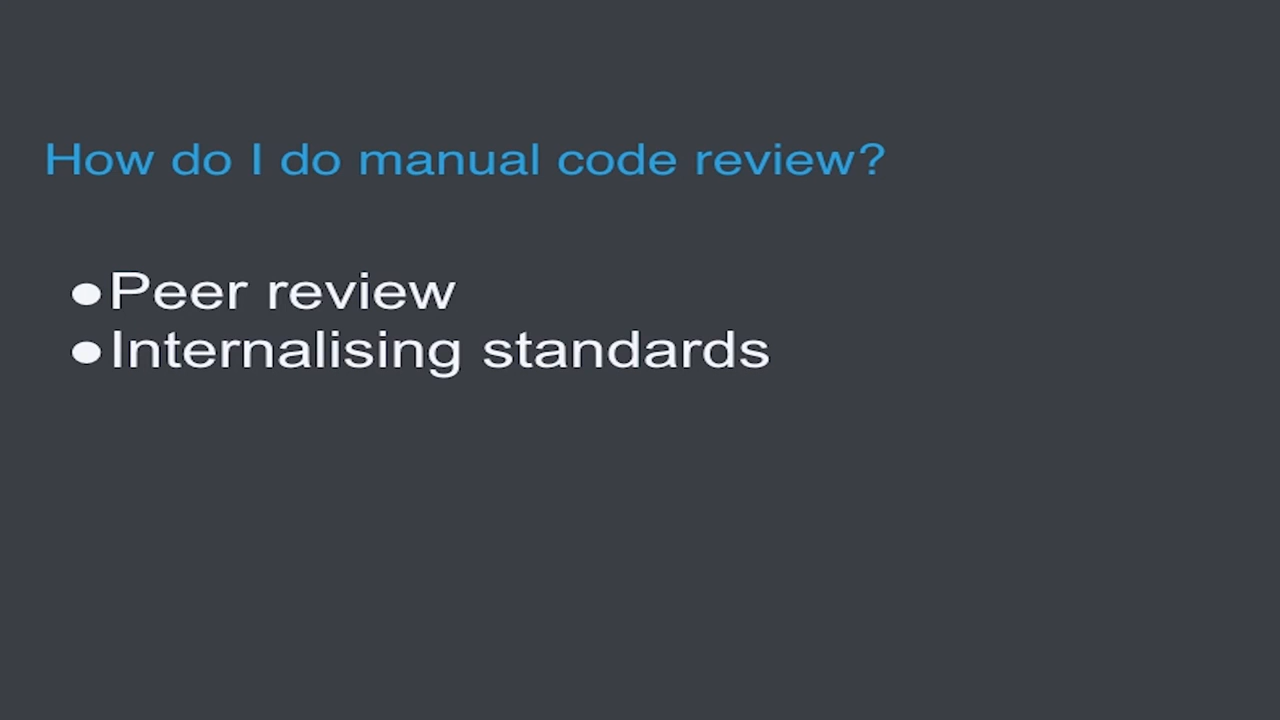 How do I do manual code review?
●Peer review
●Internalising standards